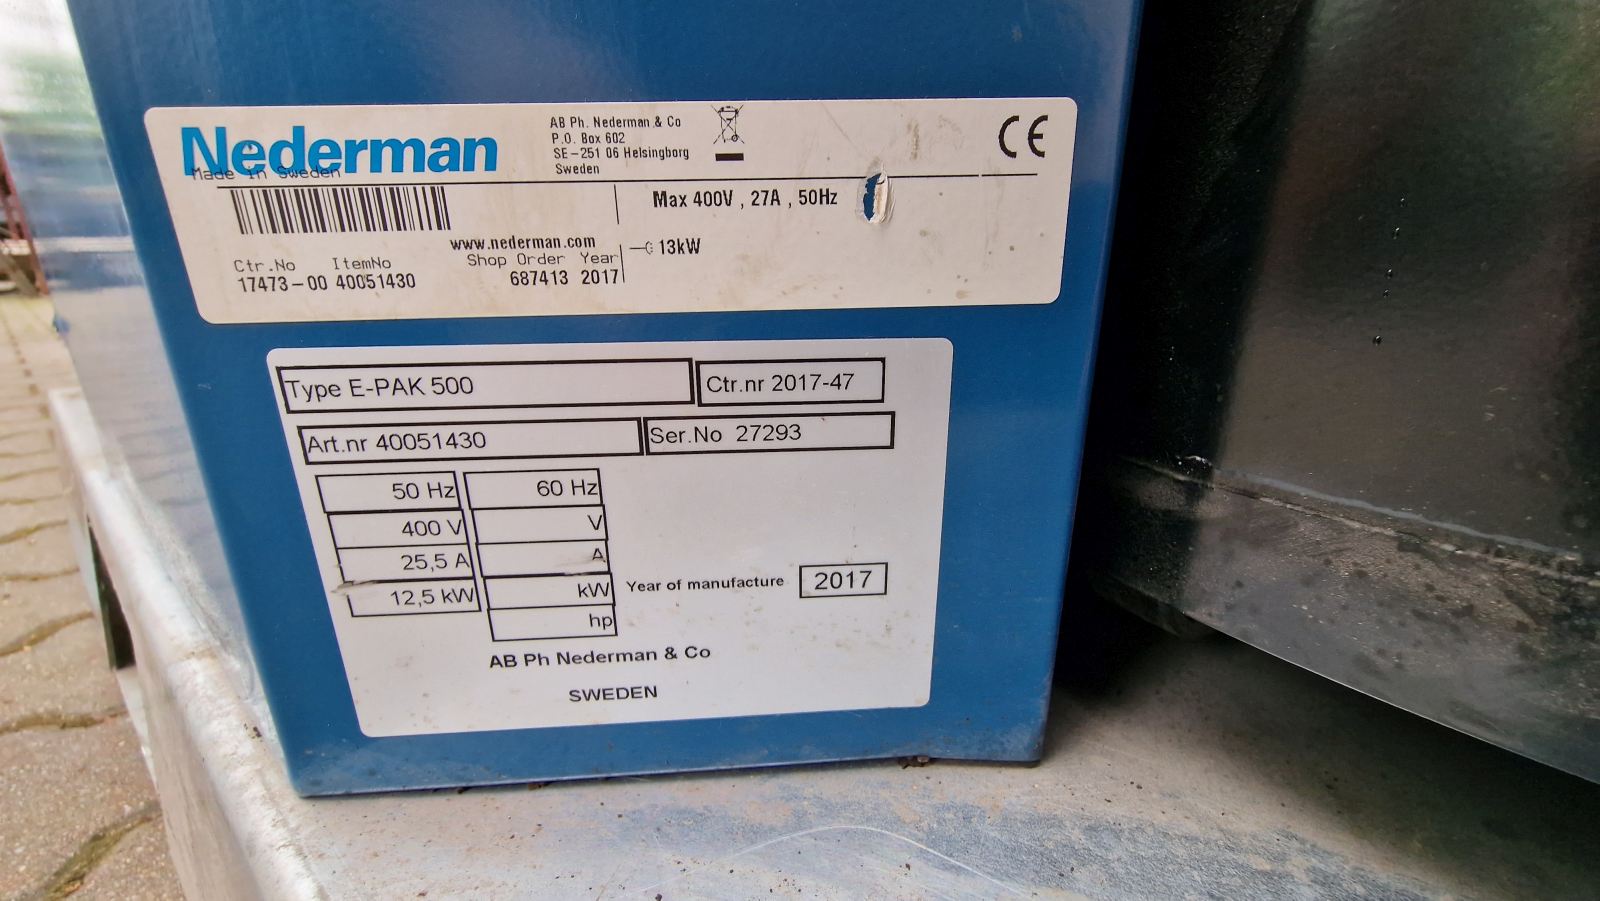 Nederman
Made in Sweden
AB Ph. Nederman & Co
P.O. Box 602
SE-251 06 Helsingborg
Sweden
CE
Max 400V , 27A , 50Hz
13kW
www.nederman.com
Ctr.No ItemNo Shop Order Year
17473-00 40051430 687413 2017
Type E-PAK 500 Ctr.nr 2017-47
Art.nr 40051430 Ser.No 27293
50 Hz 60 Hz
400 V V
25,5 A A
12,5 kW kW
hp
Year of manufacture 2017
AB Ph Nederman & Co
SWEDEN